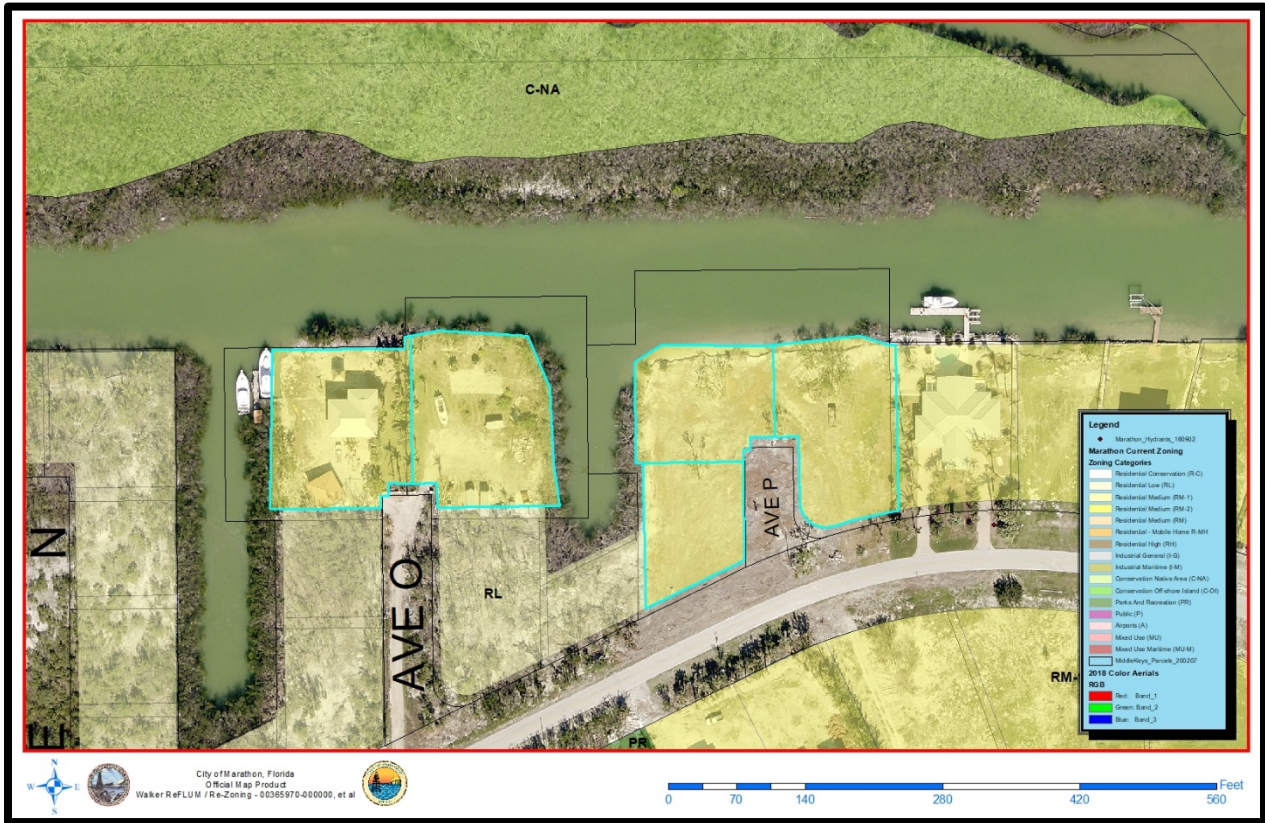 C-NA
N
E
AVE O
RL
AVE P
RM-
PR
Legend
Marathon_Hydrants_160902
Marathon Current Zoning
Zoning Categories
Residential Conservation (R-C)
Residential Low (RL)
Residential Medium (RM-1)
Residential Medium (RM-2)
Residential Medium (RM)
Residential - Mobile Home R-MH
Residential High (RH)
Industrial General (I-G)
Industrial Maritime (I-M)
Conservation Native Area (C-NA)
Conservation Offshore Island (C-OI)
Parks And Recreation (PR)
Public (P)
Airports (A)
Mixed Use (MU)
Mixed Use Maritime (MU-M)
MiddleKeys_Parcels_200207
2018 Color Aerials
RGB
Red: Band_1
Green: Band_2
Blue: Band_3
N
W E
S
City of Marathon, Florida
Official Map Product
Walker ReFLUM / Re-Zoning - 00365970-000000, et al
Feet
0 70 140 280 420 560